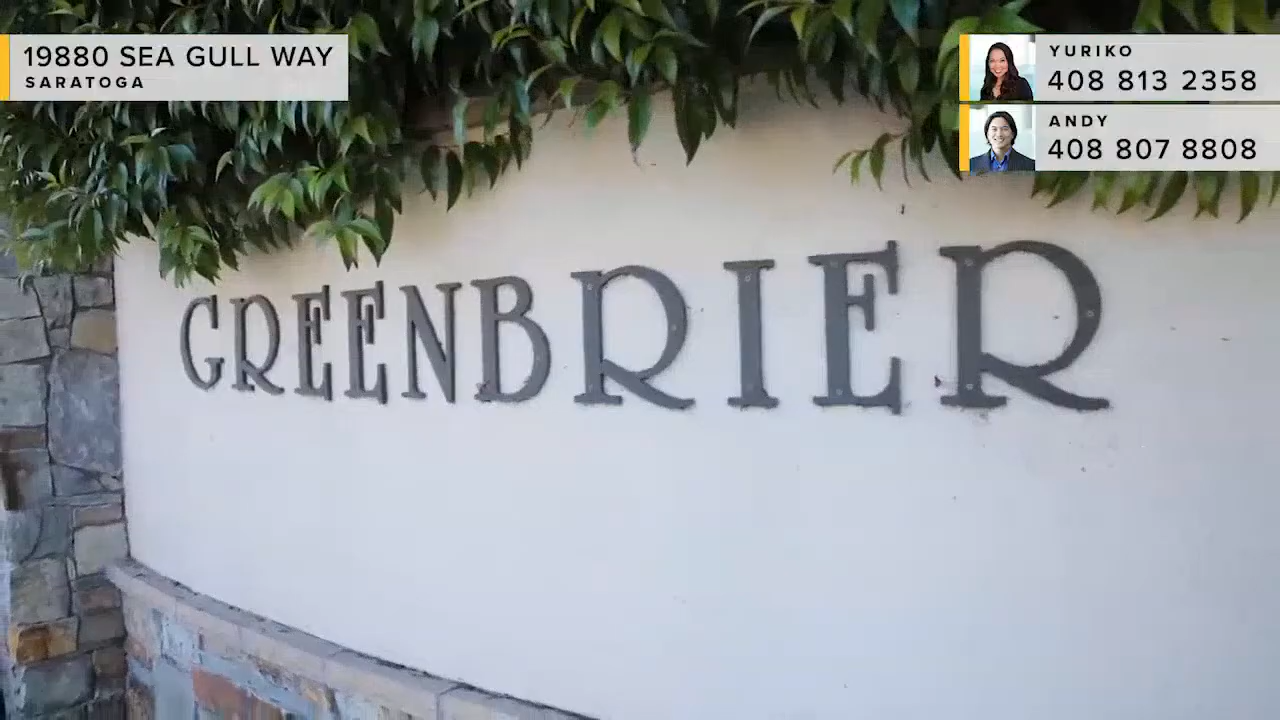 19880 SEA GULL WAY
SARATOGA
YURIKO
408 813 2358
ANDY
408 807 8808
GREENBRIER